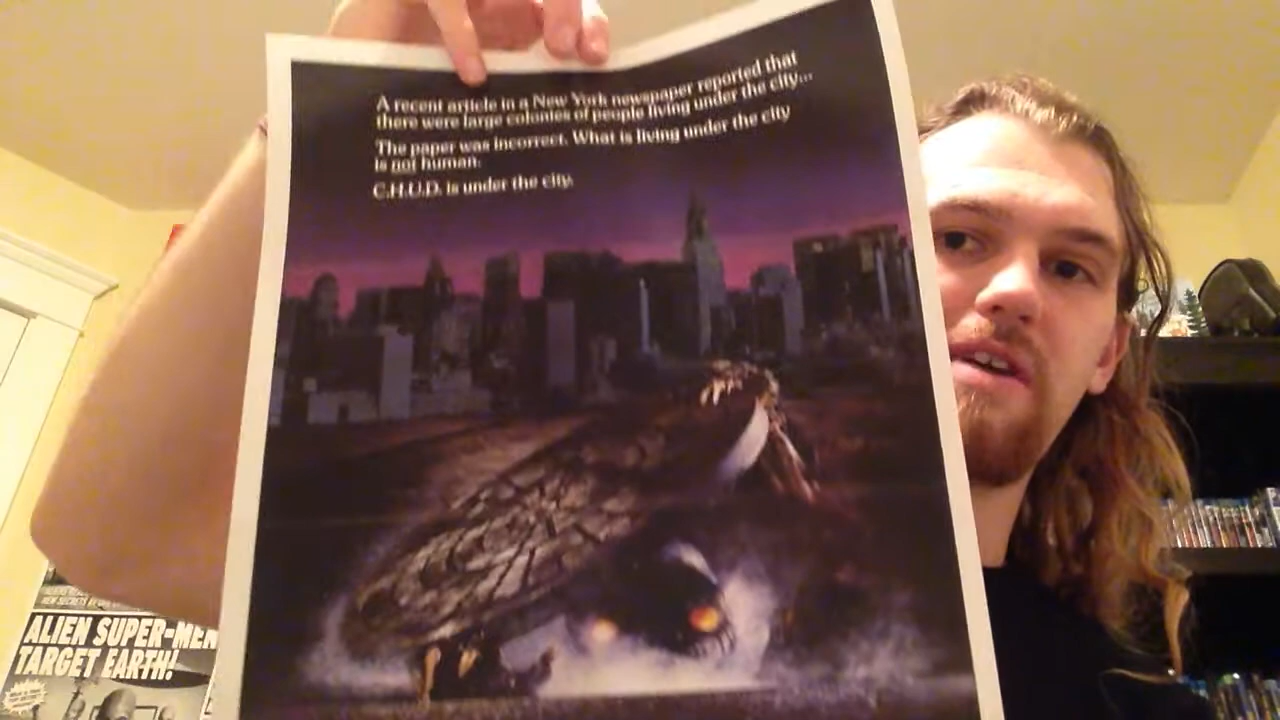 A recent article in a New York newspaper reported that
there were large colonies of people living under the city...
The paper was incorrect. What is living under the city
is not human.
C.H.U.D. is under the city.
NEW SECRETS
ALIEN SUPER-MEN
TARGET EARTH!